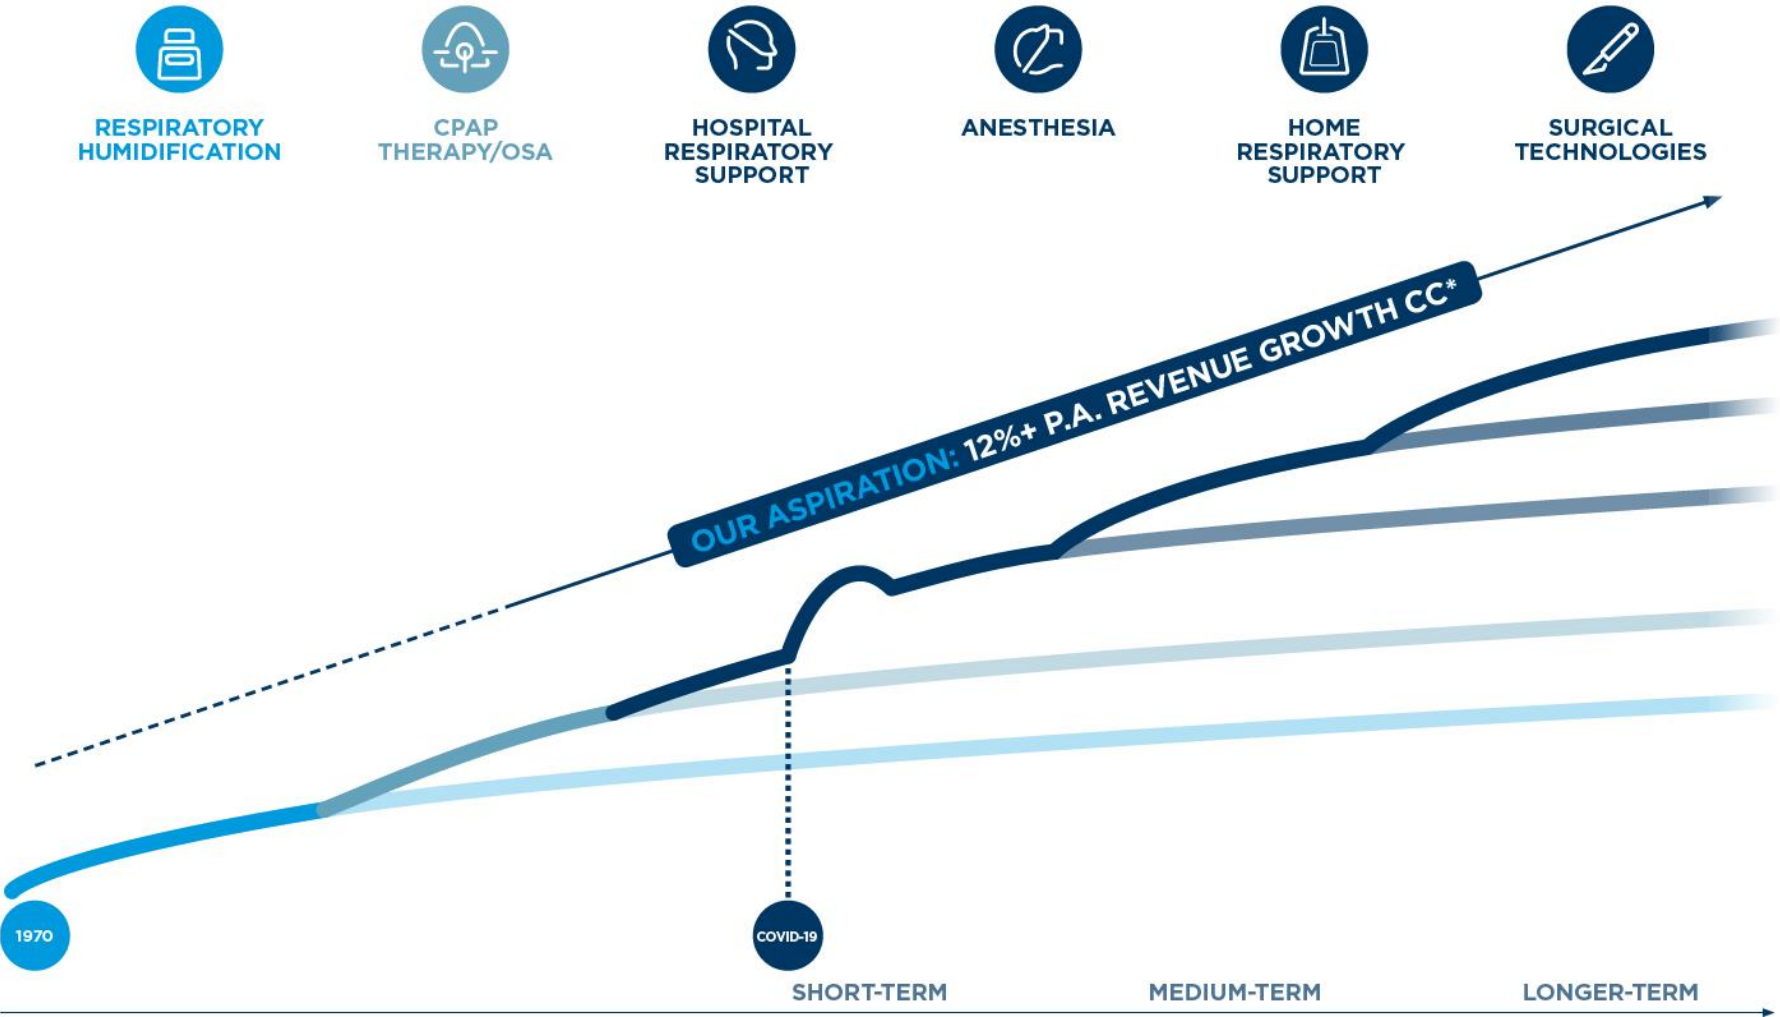 RESPIRATORY
HUMIDIFICATION
CPAP
THERAPY/OSA
HOSPITAL
RESPIRATORY
SUPPORT
ANESTHESIA
HOME
RESPIRATORY
SUPPORT
SURGICAL
TECHNOLOGIES
OUR ASPIRATION: 12%+ P.A. REVENUE GROWTH CC*
1970
COVID-19
SHORT-TERM
MEDIUM-TERM
LONGER-TERM